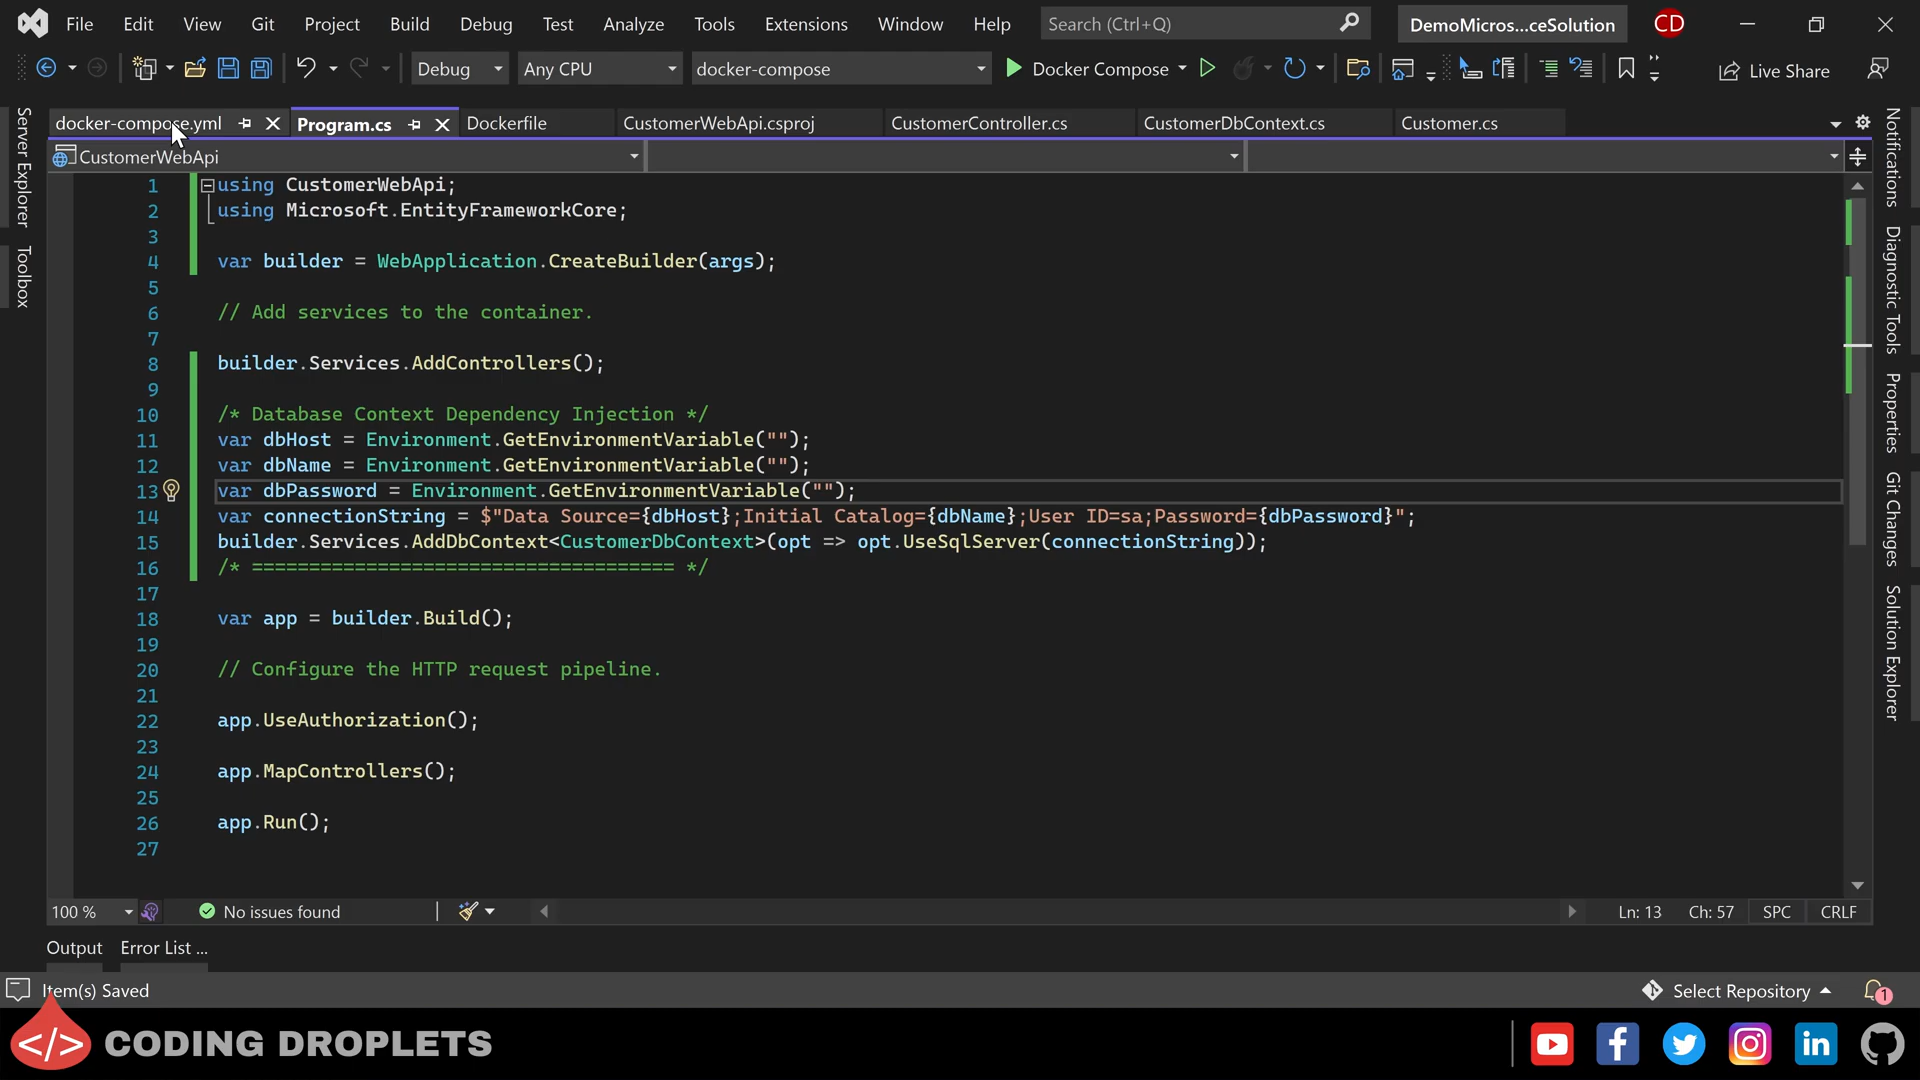 File Edit View Git Project Build Debug Test Analyze Tools Extensions Window Help Search (Ctrl+Q) DemoMicros...ceSolution CD
Debug Any CPU docker-compose Docker Compose Live Share
docker-compose.yml Program.cs Dockerfile CustomerWebApi.csproj CustomerController.cs CustomerDbContext.cs Customer.cs
CustomerWebApi
Server Explorer
Toolbox
1 using CustomerWebApi;
2 using Microsoft.EntityFrameworkCore;
3
4 var builder = WebApplication.CreateBuilder(args);
5
6 // Add services to the container.
7
8 builder.Services.AddControllers();
9
10 /* Database Context Dependency Injection */
11 var dbHost = Environment.GetEnvironmentVariable("");
12 var dbName = Environment.GetEnvironmentVariable("");
13 var dbPassword = Environment.GetEnvironmentVariable("");
14 var connectionString = $"Data Source={dbHost};Initial Catalog={dbName};User ID=sa;Password={dbPassword}";
15 builder.Services.AddDbContext<CustomerDbContext>(opt => opt.UseSqlServer(connectionString));
16 /* ===================================== */
17
18 var app = builder.Build();
19
20 // Configure the HTTP request pipeline.
21
22 app.UseAuthorization();
23
24 app.MapControllers();
25
26 app.Run();
27
Notifications
Diagnostic Tools
Properties
Git Changes
Solution Explorer
100 % No issues found Ln: 13 Ch: 57 SPC CRLF
Output Error List ...
Item(s) Saved Select Repository 1
</> CODING DROPLETS